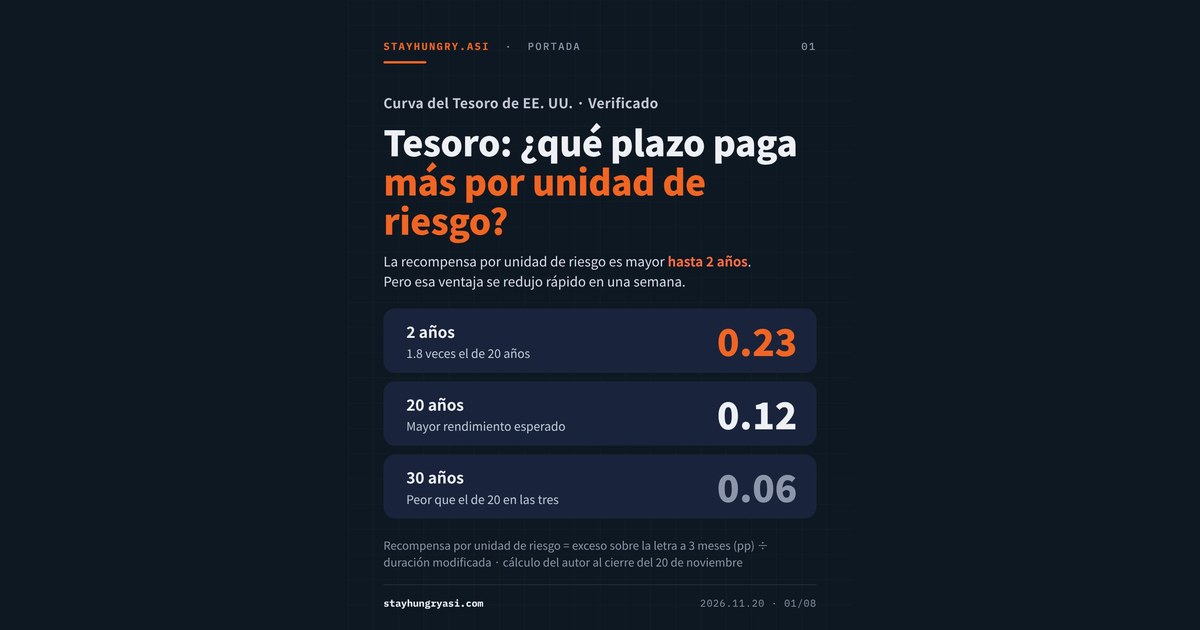 STAYHUNGRY.ASI · PORTADA 01
Curva del Tesoro de EE. UU. · Verificado
Tesoro: ¿qué plazo paga
más por unidad de
riesgo?
La recompensa por unidad de riesgo es mayor hasta 2 años.
Pero esa ventaja se redujo rápido en una semana.
2 años
1.8 veces el de 20 años
0.23
20 años
Mayor rendimiento esperado
0.12
30 años
Peor que el de 20 en las tres
0.06
Recompensa por unidad de riesgo = exceso sobre la letra a 3 meses (pp) ÷
duración modificada · cálculo del autor al cierre del 20 de noviembre
stayhungryasi.com 2026.11.20 · 01/08